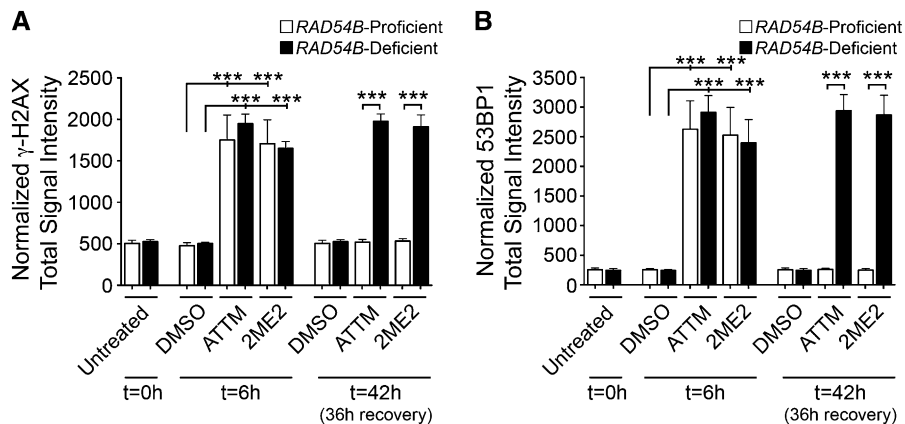 A
RAD54B-Proficient
RAD54B-Deficient
Normalized γ-H2AX
Total Signal Intensity
2500
2000
1500
1000
500
0
*** ***
*** ***
*** ***
Untreated
DMSO
ATTM
2ME2
DMSO
ATTM
2ME2
t=0h
t=6h
t=42h
(36h recovery)
B
RAD54B-Proficient
RAD54B-Deficient
Normalized 53BP1
Total Signal Intensity
3500
3000
2500
2000
1500
1000
500
0
*** ***
*** ***
*** ***
Untreated
DMSO
ATTM
2ME2
DMSO
ATTM
2ME2
t=0h
t=6h
t=42h
(36h recovery)